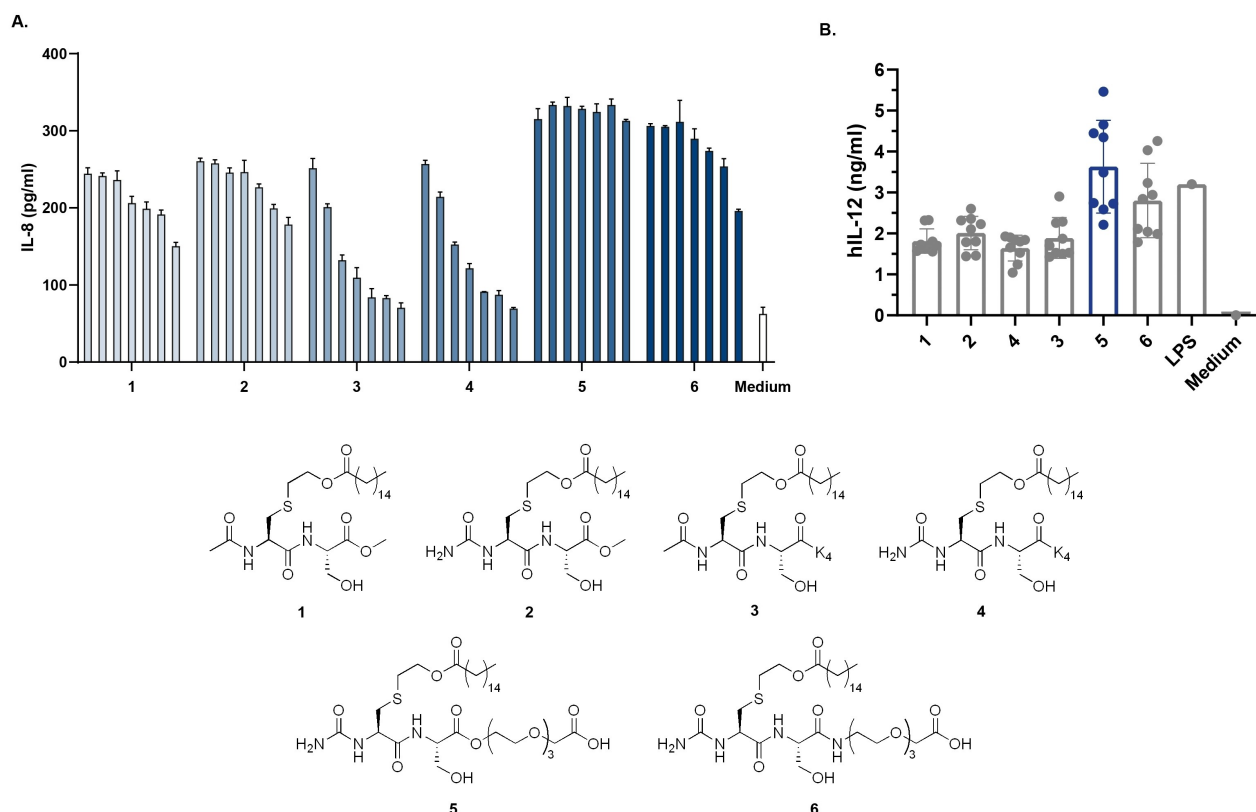 A.
400
300
200
100
0
IL-8 (pg/ml)
1 2 3 4 5 6 Medium
B.
6
5
4
3
2
1
0
hIL-12 (ng/ml)
1 2 4 3 5 6 LPS Medium
O
O
14
S
O
H
N
O
N
H
O
O
OH
1
O
O
14
S
O
H
N
O
H2N
N
H
O
O
OH
2
O
O
14
S
O
H
N
O
N
H
O
K4
OH
3
O
O
14
S
O
H
N
O
H2N
N
H
O
K4
OH
4
O
O
14
S
O
H
N
O
O
H2N
N
H
O
O
O
3
OH
OH
5
O
O
14
S
O
H
N
O
O
H2N
N
H
O
N
H
O
3
OH
OH
6